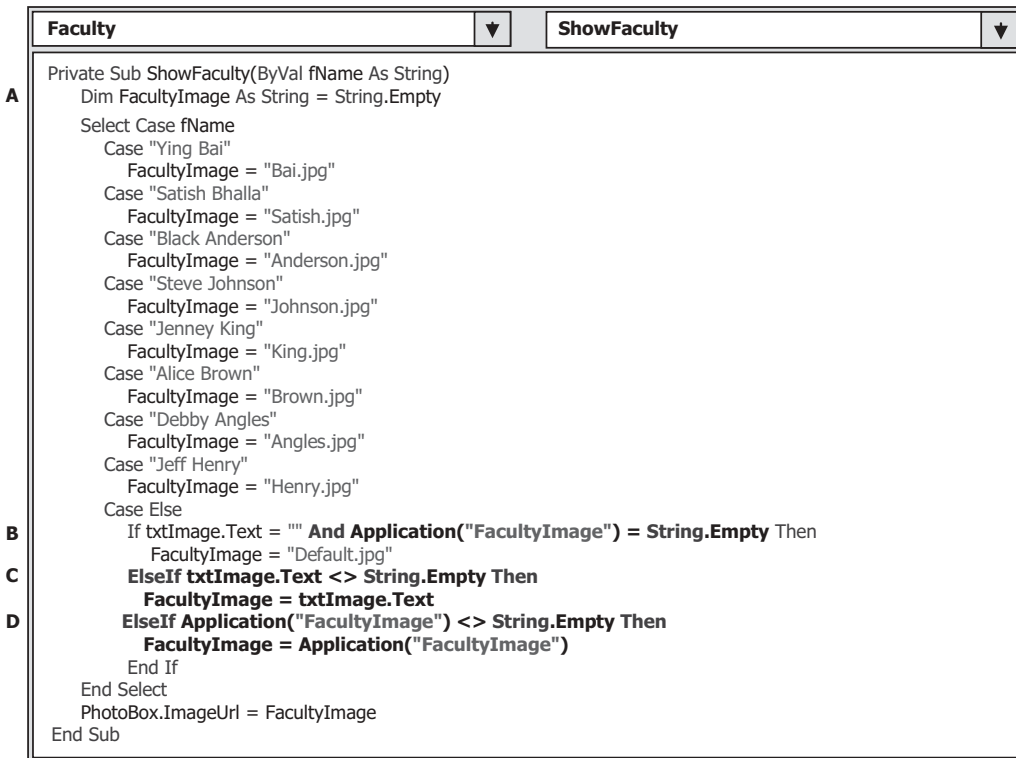 Faculty ShowFaculty
Private Sub ShowFaculty(ByVal fName As String)
A Dim FacultyImage As String = String.Empty
Select Case fName
Case "Ying Bai"
FacultyImage = "Bai.jpg"
Case "Satish Bhalla"
FacultyImage = "Satish.jpg"
Case "Black Anderson"
FacultyImage = "Anderson.jpg"
Case "Steve Johnson"
FacultyImage = "Johnson.jpg"
Case "Jenney King"
FacultyImage = "King.jpg"
Case "Alice Brown"
FacultyImage = "Brown.jpg"
Case "Debby Angles"
FacultyImage = "Angles.jpg"
Case "Jeff Henry"
FacultyImage = "Henry.jpg"
Case Else
B If txtImage.Text = "" And Application("FacultyImage") = String.Empty Then
FacultyImage = "Default.jpg"
C ElseIf txtImage.Text <> String.Empty Then
FacultyImage = txtImage.Text
D ElseIf Application("FacultyImage") <> String.Empty Then
FacultyImage = Application("FacultyImage")
End If
End Select
PhotoBox.ImageUrl = FacultyImage
End Sub